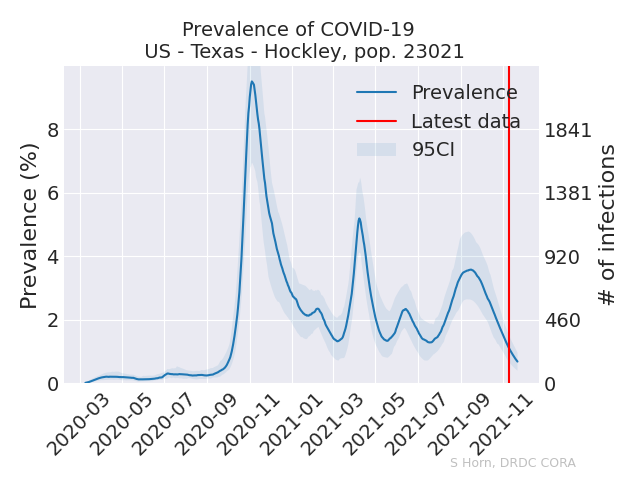 Prevalence of COVID-19
US - Texas - Hockley, pop. 23021
Prevalence
Latest data
95CI
Prevalence (%)
8
6
4
2
0
1841
1381
920
460
0
# of infections
2020-03
2020-05
2020-07
2020-09
2020-11
2021-01
2021-03
2021-05
2021-07
2021-09
2021-11
S Horn, DRDC CORA